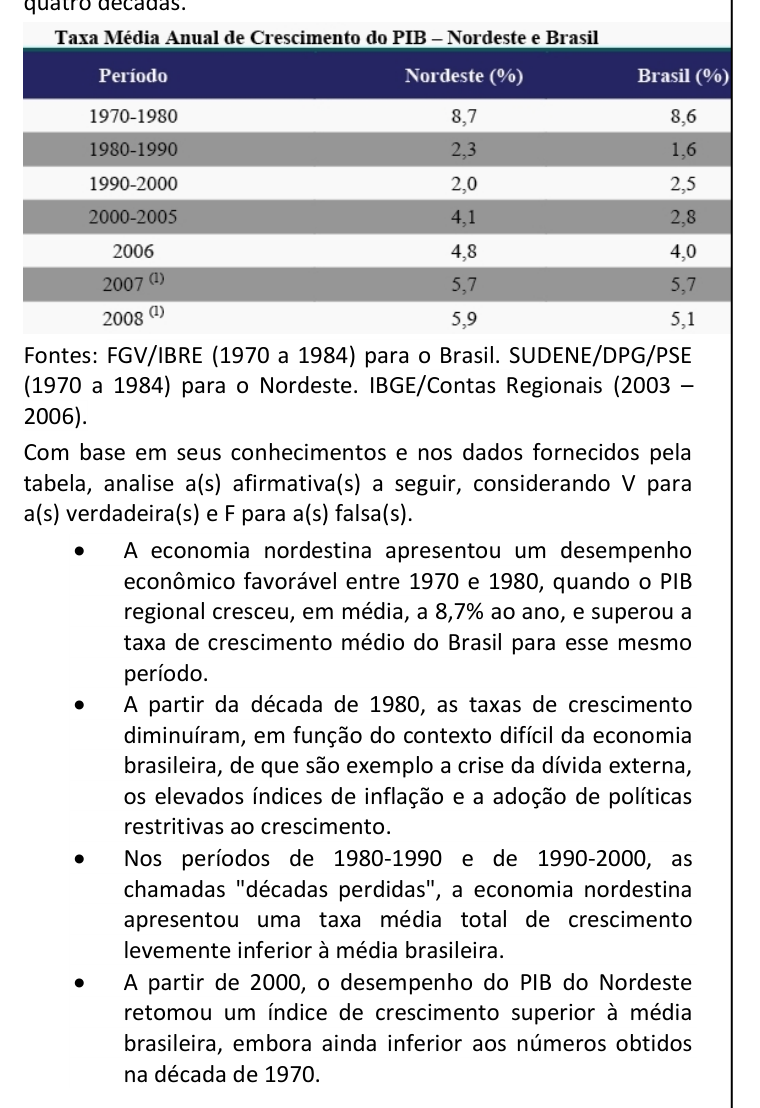 quatro décadas.
Taxa Média Anual de Crescimento do PIB – Nordeste e Brasil
Período Nordeste (%) Brasil (%)
1970-1980 8,7 8,6
1980-1990 2,3 1,6
1990-2000 2,0 2,5
2000-2005 4,1 2,8
2006 4,8 4,0
2007 (1) 5,7 5,7
2008 (1) 5,9 5,1
Fontes: FGV/IBRE (1970 a 1984) para o Brasil. SUDENE/DPG/PSE
(1970 a 1984) para o Nordeste. IBGE/Contas Regionais (2003 –
2006).
Com base em seus conhecimentos e nos dados fornecidos pela
tabela, analise a(s) afirmativa(s) a seguir, considerando V para
a(s) verdadeira(s) e F para a(s) falsa(s).
• A economia nordestina apresentou um desempenho
econômico favorável entre 1970 e 1980, quando o PIB
regional cresceu, em média, a 8,7% ao ano, e superou a
taxa de crescimento médio do Brasil para esse mesmo
período.
• A partir da década de 1980, as taxas de crescimento
diminuíram, em função do contexto difícil da economia
brasileira, de que são exemplo a crise da dívida externa,
os elevados índices de inflação e a adoção de políticas
restritivas ao crescimento.
• Nos períodos de 1980-1990 e de 1990-2000, as
chamadas "décadas perdidas", a economia nordestina
apresentou uma taxa média total de crescimento
levemente inferior à média brasileira.
• A partir de 2000, o desempenho do PIB do Nordeste
retomou um índice de crescimento superior à média
brasileira, embora ainda inferior aos números obtidos
na década de 1970.